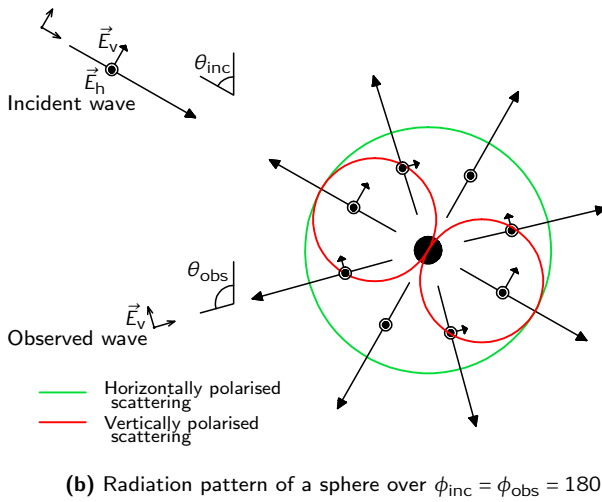 E⃗v
E⃗h
θinc
Incident wave
θobs
E⃗v
Observed wave
Horizontally polarised
scattering
Vertically polarised
scattering
(b) Radiation pattern of a sphere over ϕinc = ϕobs = 180